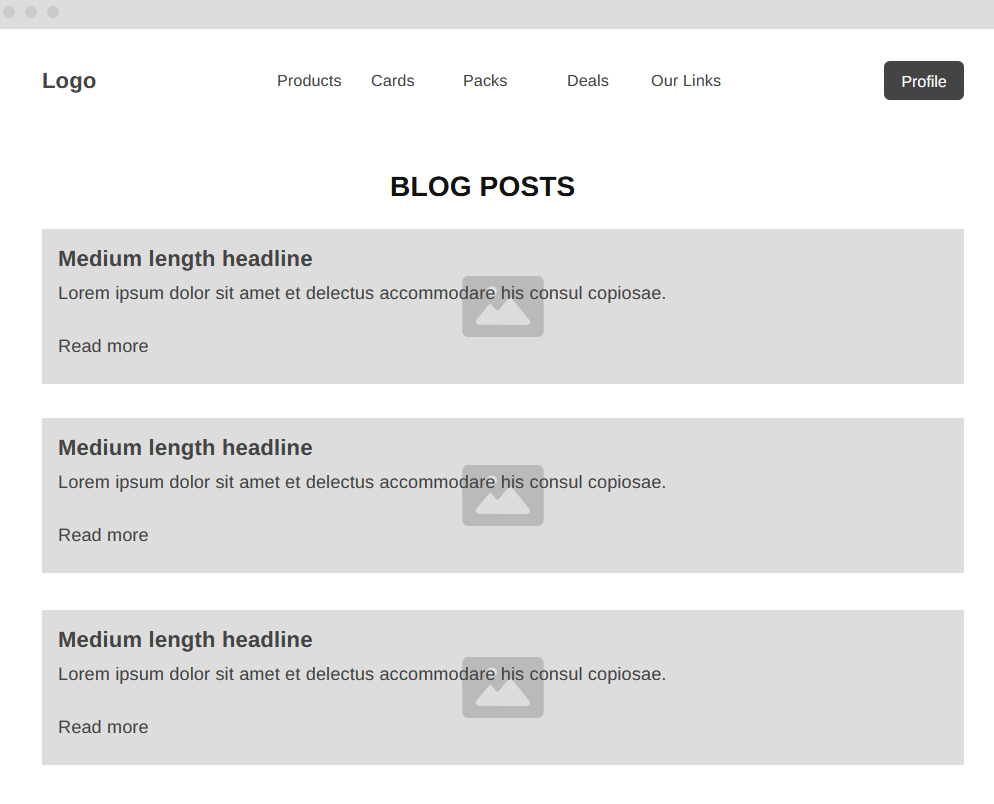 Logo Products Cards Packs Deals Our Links Profile
BLOG POSTS
Medium length headline
Lorem ipsum dolor sit amet et delectus accommodare his consul copiosae.
Read more
Medium length headline
Lorem ipsum dolor sit amet et delectus accommodare his consul copiosae.
Read more
Medium length headline
Lorem ipsum dolor sit amet et delectus accommodare his consul copiosae.
Read more